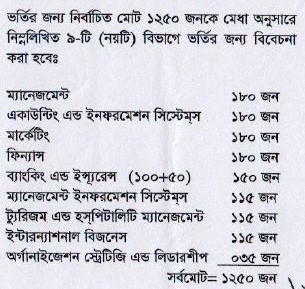 ভর্তির জন্য নির্বাচিত মোট ১২৫০ জনকে মেধা অনুসারে
নিম্নলিখিত ৯-টি (নয়টি) বিভাগে ভর্তির জন্য বিবেচনা
করা হবেঃ
ম্যানেজমেন্ট ১৮০ জন
একাউন্টিং এন্ড ইনফরমেশন সিস্টেম্‌স ১৮০ জন
মার্কেটিং ১৮০ জন
ফিন্যান্স ১৮০ জন
ব্যাংকিং এন্ড ইন্স্যুরেন্স (১০০+৫০) ১৫০ জন
ম্যানেজমেন্ট ইনফরমেশন সিস্টেম্‌স ১১৫ জন
ট্যুরিজম এন্ড হস্‌পিটালিটি ম্যানেজমেন্ট ১১৫ জন
ইন্টারন্যাশনাল বিজনেস ১১৫ জন
অর্গানাইজেশন স্ট্রেটিজি এন্ড লিডারশীপ ০৩৫ জন
সর্বমোট= ১২৫০ জন